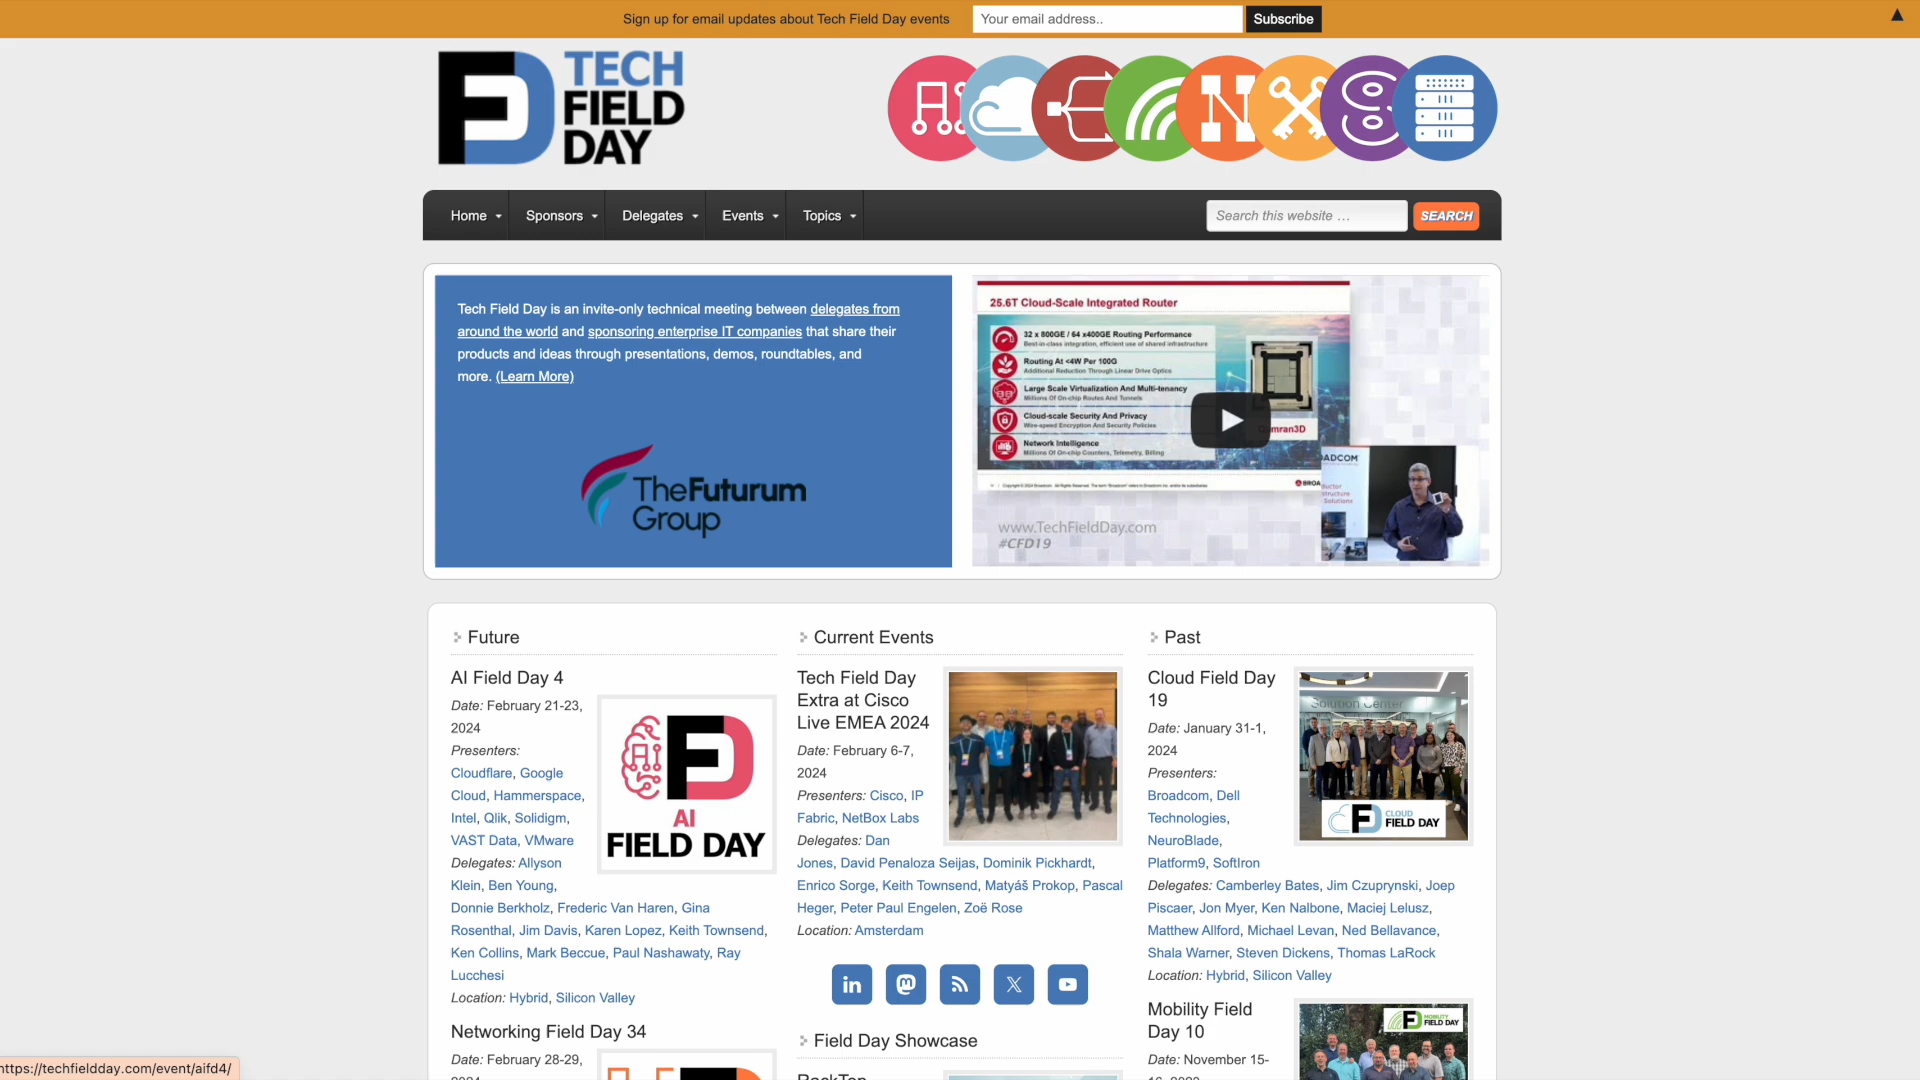 Sign up for email updates about Tech Field Day events
Your email address..
Subscribe
TECH
FIELD
DAY
Home
Sponsors
Delegates
Events
Topics
Search this website …
SEARCH
Tech Field Day is an invite-only technical meeting between delegates from
around the world and sponsoring enterprise IT companies that share their
products and ideas through presentations, demos, roundtables, and
more. (Learn More)
TheFuturum
Group
25.6T Cloud-Scale Integrated Router
32 x 800GE / 64 x400GE Routing Performance
Best-in-class integration, efficient use of shared infrastructure
Routing At <4W Per 100G
Additional Reduction Through Linear Drive Optics
Large Scale Virtualization And Multi-tenancy
Millions Of On-chip Routes And Tunnels
Cloud-scale Security And Privacy
Wire-speed Encryption And Security Policies
Network Intelligence
Millions Of On-chip Counters, Telemetry, Billing
www.TechFieldDay.com
#CFD19
Future
AI Field Day 4
Date: February 21-23,
2024
Presenters:
Cloudflare, Google
Cloud, Hammerspace,
Intel, Qlik, Solidigm,
VAST Data, VMware
Delegates: Allyson
Klein, Ben Young,
Donnie Berkholz, Frederic Van Haren, Gina
Rosenthal, Jim Davis, Karen Lopez, Keith Townsend,
Ken Collins, Mark Beccue, Paul Nashawaty, Ray
Lucchesi
Location: Hybrid, Silicon Valley
AI
FIELD DAY
Networking Field Day 34
Date: February 28-29,
Current Events
Tech Field Day
Extra at Cisco
Live EMEA 2024
Date: February 6-7,
2024
Presenters: Cisco, IP
Fabric, NetBox Labs
Delegates: Dan
Jones, David Penaloza Seijas, Dominik Pickhardt,
Enrico Sorge, Keith Townsend, Matyáš Prokop, Pascal
Heger, Peter Paul Engelen, Zoë Rose
Location: Amsterdam
Field Day Showcase
Past
Cloud Field Day
19
Date: January 31-1,
2024
Presenters:
Broadcom, Dell
Technologies,
NeuroBlade,
Platform9, SoftIron
Delegates: Camberley Bates, Jim Czuprynski, Joep
Piscaer, Jon Myer, Ken Nalbone, Maciej Lelusz,
Matthew Allford, Michael Levan, Ned Bellavance,
Shala Warner, Steven Dickens, Thomas LaRock
Location: Hybrid, Silicon Valley
Solution Center
CLOUD
FIELD DAY
Mobility Field
Day 10
Date: November 15-
MOBILITY
FIELD DAY
https://techfieldday.com/event/aifd4/